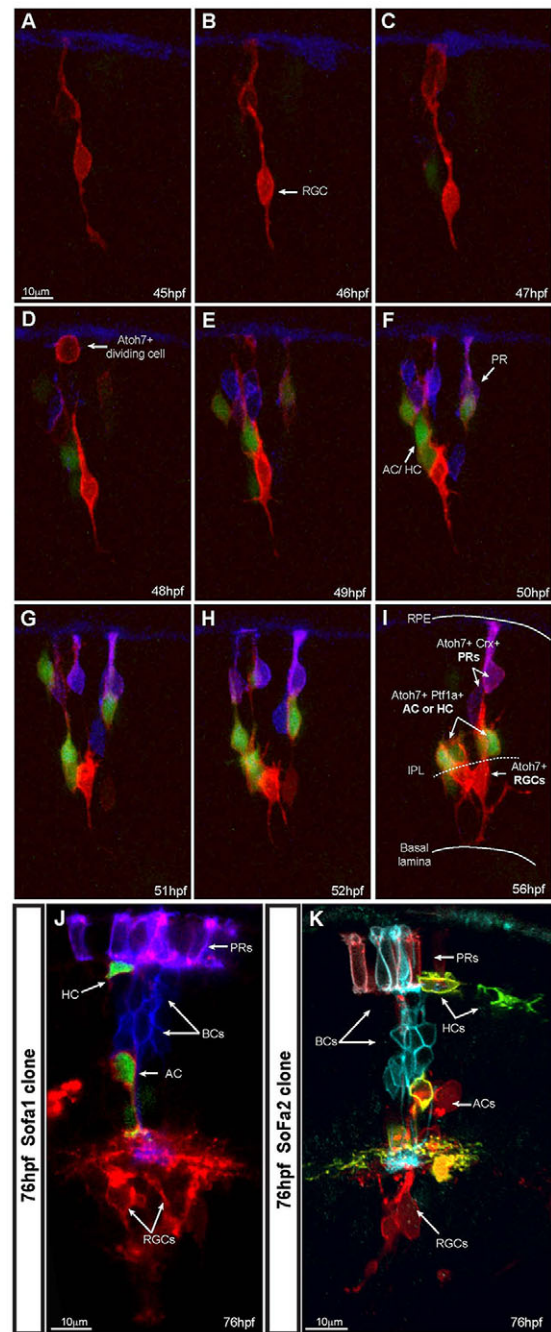 A
B
C
RGC
10μm
45hpf
46hpf
47hpf
D
E
F
Atoh7+
dividing cell
PR
AC/ HC
48hpf
49hpf
50hpf
G
H
I
RPE
Atoh7+ Crx+
PRs
Atoh7+ Ptf1a+
AC or HC
IPL
Atoh7+
RGCs
Basal
lamina
51hpf
52hpf
56hpf
76hpf Sofa1 clone
J
PRs
HC
BCs
AC
RGCs
10μm
76hpf
76hpf SoFa2 clone
K
PRs
HCs
BCs
ACs
RGCs
10μm
76hpf